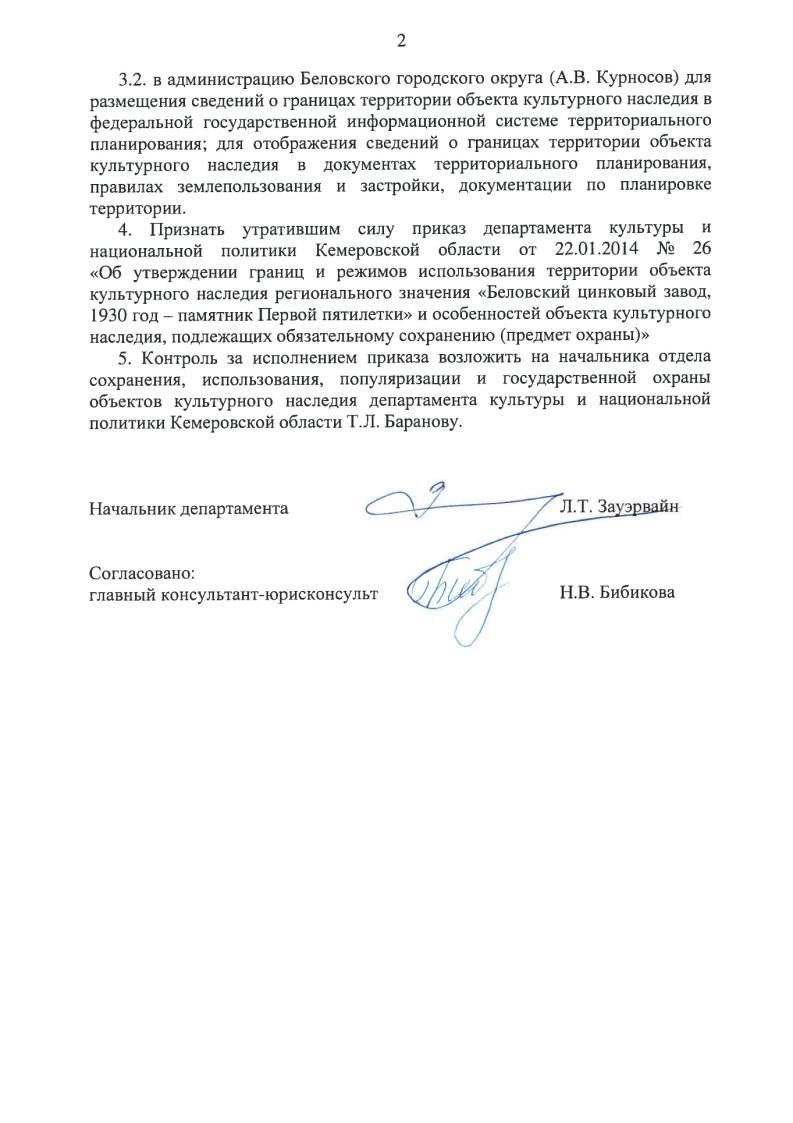 2
3.2. в администрацию Беловского городского округа (А.В. Курносов) для
размещения сведений о границах территории объекта культурного наследия в
федеральной государственной информационной системе территориального
планирования; для отображения сведений о границах территории объекта
культурного наследия в документах территориального планирования,
правилах землепользования и застройки, документации по планировке
территории.
4. Признать утратившим силу приказ департамента культуры и
национальной политики Кемеровской области от 22.01.2014 № 26
«Об утверждении границ и режимов использования территории объекта
культурного наследия регионального значения «Беловский цинковый завод,
1930 год – памятник Первой пятилетки» и особенностей объекта культурного
наследия, подлежащих обязательному сохранению (предмет охраны)»
5. Контроль за исполнением приказа возложить на начальника отдела
сохранения, использования, популяризации и государственной охраны
объектов культурного наследия департамента культуры и национальной
политики Кемеровской области Т.Л. Баранову.
Начальник департамента Л.Т. Зауэрвайн
Согласовано:
главный консультант-юрисконсульт Н.В. Бибикова